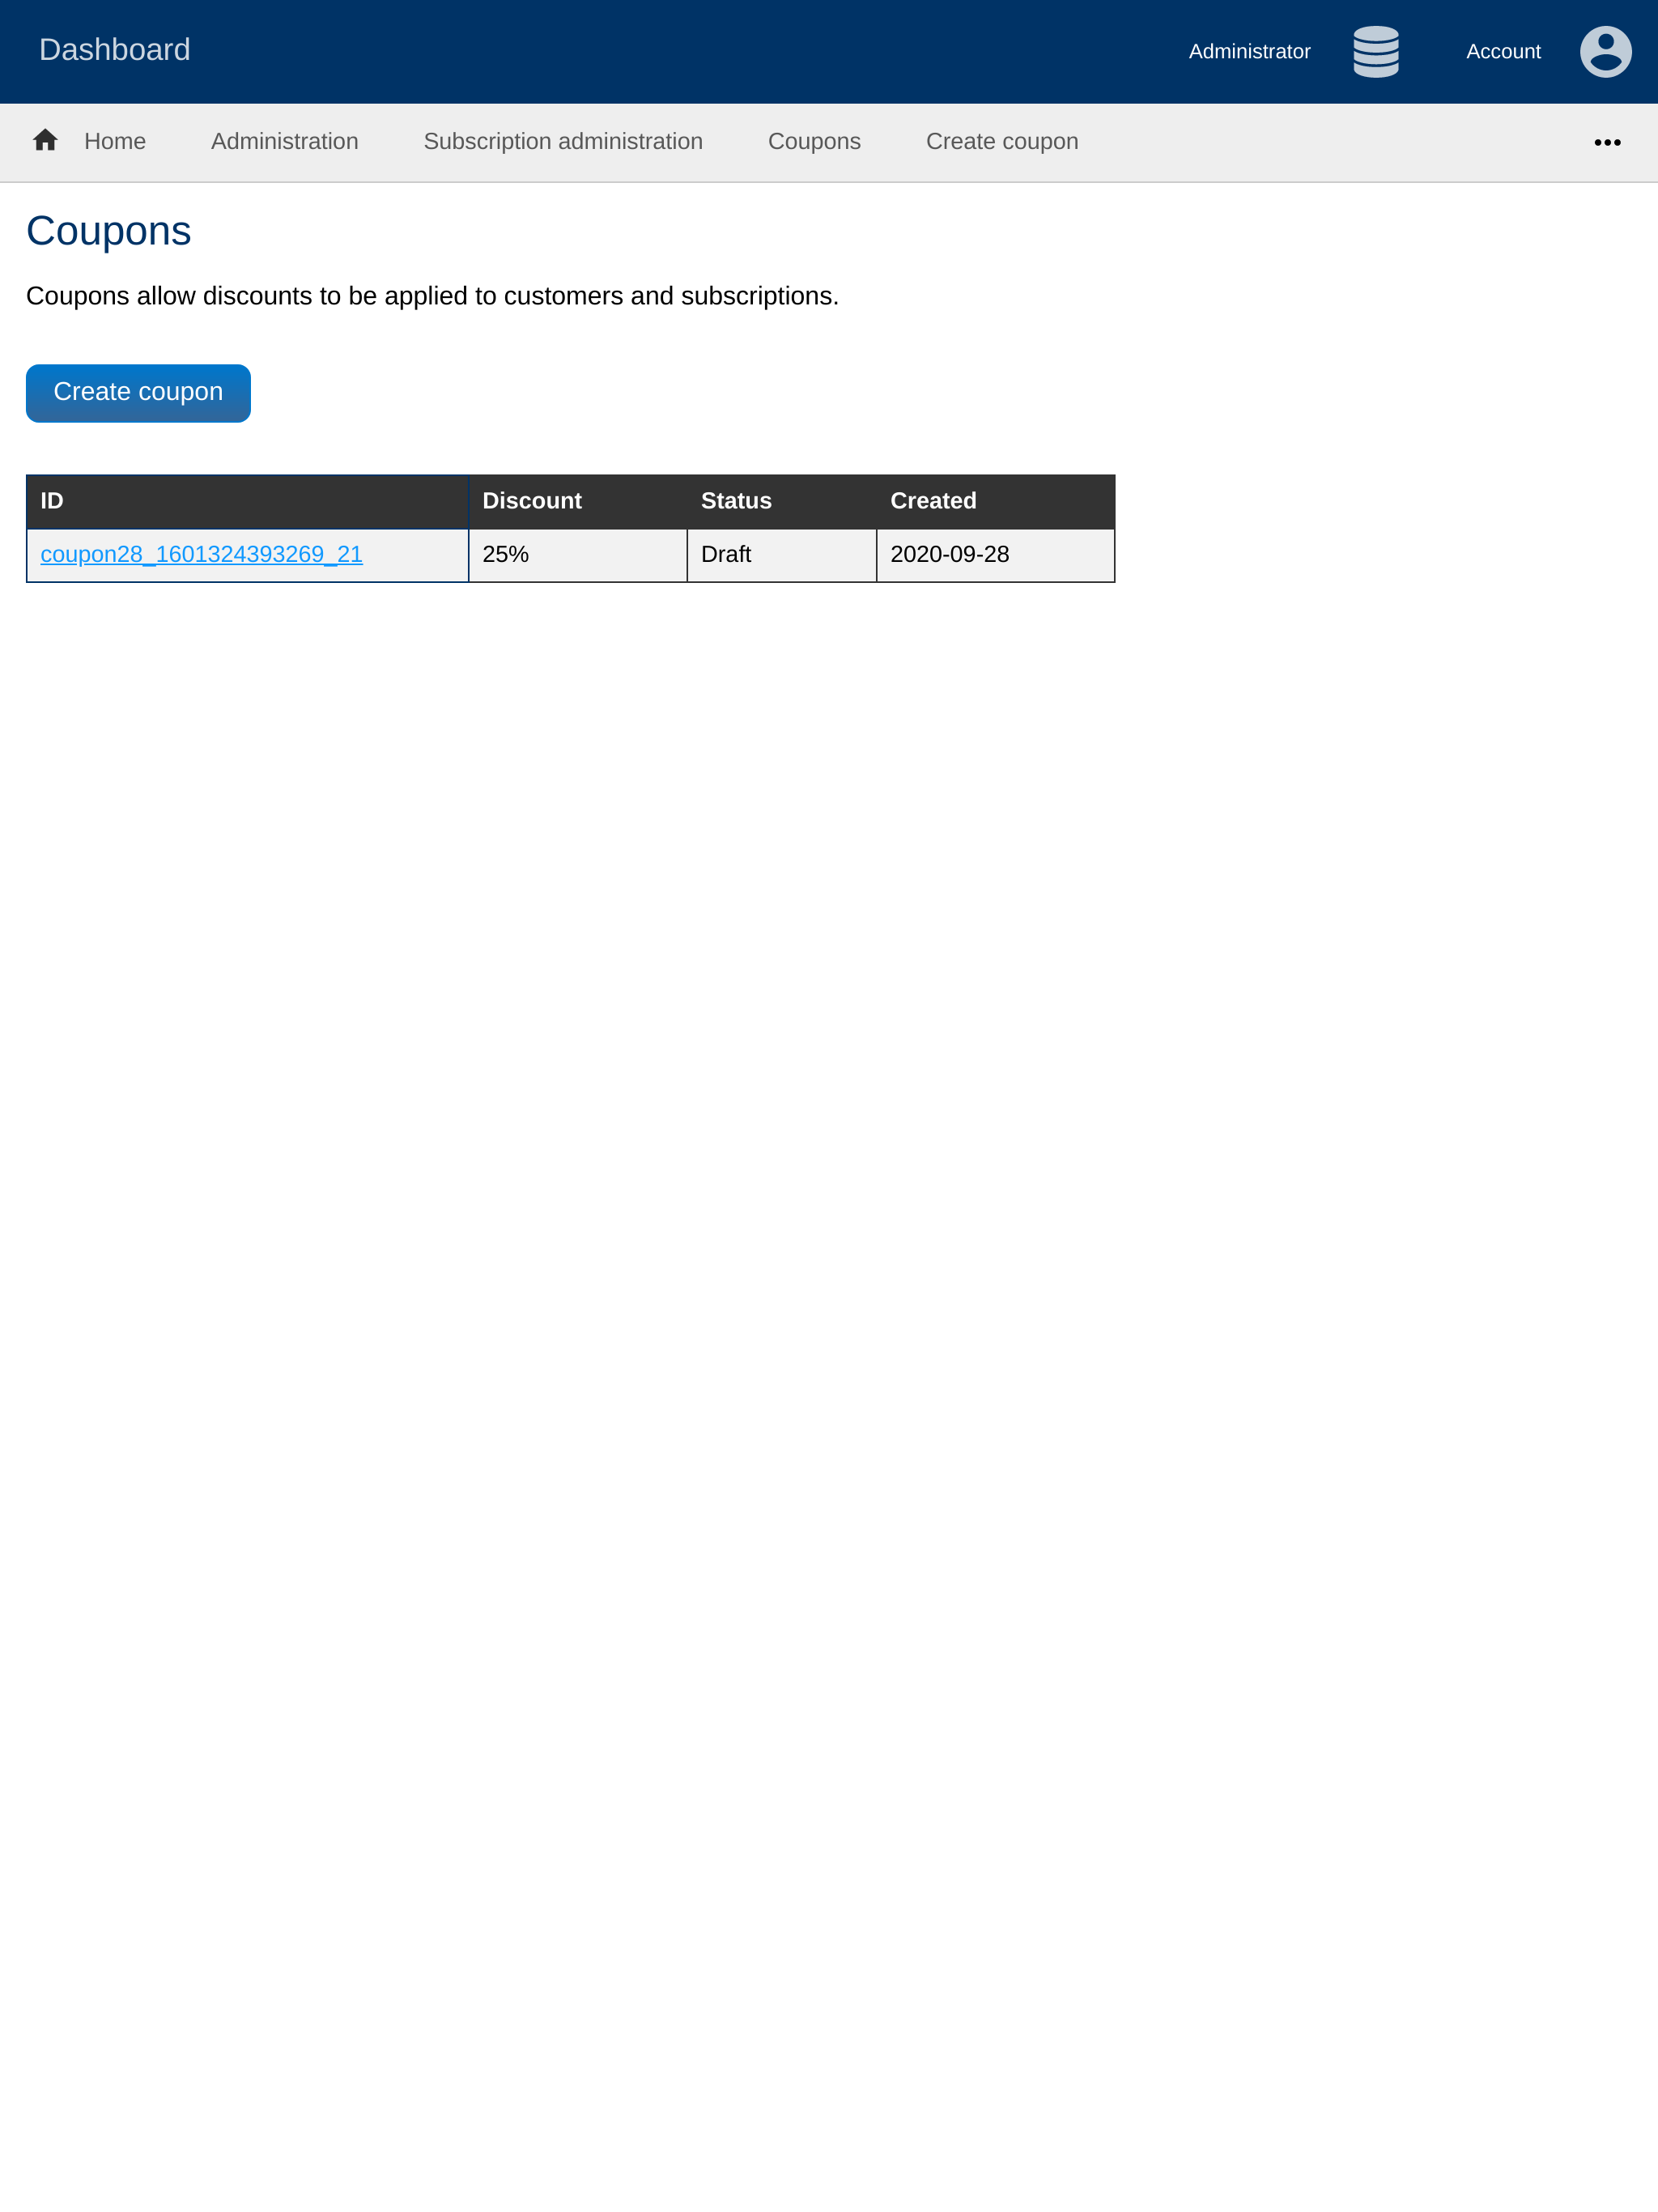 Dashboard Administrator Account
Home Administration Subscription administration Coupons Create coupon
Coupons
Coupons allow discounts to be applied to customers and subscriptions.
Create coupon
ID Discount Status Created
coupon28_1601324393269_21 25% Draft 2020-09-28